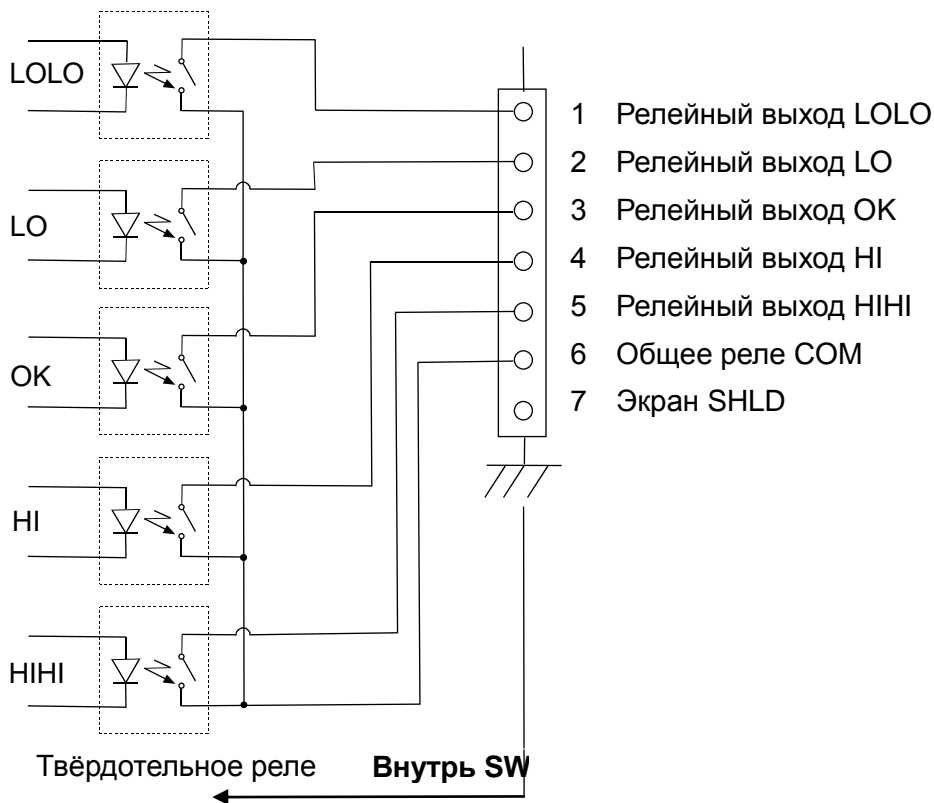 LOLO
LO
OK
HI
HIHI
1 Релейный выход LOLO
2 Релейный выход LO
3 Релейный выход OK
4 Релейный выход HI
5 Релейный выход HIHI
6 Общее реле COM
7 Экран SHLD
Твёрдотельное реле
Внутрь SW